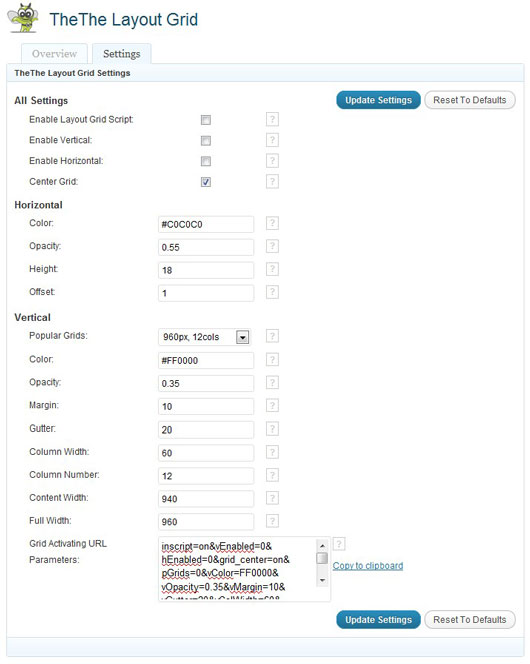 TheThe Layout Grid
Overview Settings
TheThe Layout Grid Settings
All Settings Update Settings Reset To Defaults
Enable Layout Grid Script: ?
Enable Vertical: ?
Enable Horizontal: ?
Center Grid: ?
Horizontal
Color: #C0C0C0 ?
Opacity: 0.55 ?
Height: 18 ?
Offset: 1 ?
Vertical
Popular Grids: 960px, 12cols ?
Color: #FF0000 ?
Opacity: 0.35 ?
Margin: 10 ?
Gutter: 20 ?
Column Width: 60 ?
Column Number: 12 ?
Content Width: 940 ?
Full Width: 960 ?
Grid Activating URL Parameters: ?
inscript=on&vEnabled=0&
hEnabled=0&grid_center=on&
pGrids=0&vColor=FF0000&
vOpacity=0.35&vMargin=10&
vGutter=20&vColWidth=60&
Copy to clipboard
Update Settings Reset To Defaults